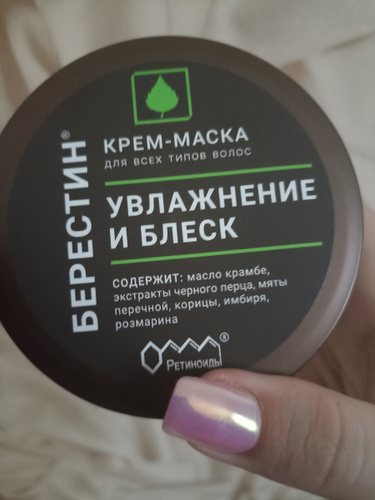 БЕРЕСТИН®
КРЕМ-МАСКА
ДЛЯ ВСЕХ ТИПОВ ВОЛОС
УВЛАЖНЕНИЕ
И БЛЕСК
СОДЕРЖИТ: масло крамбе,
экстракты черного перца, мяты
перечной, корицы, имбиря,
розмарина
РЕТИНОИДЫ®